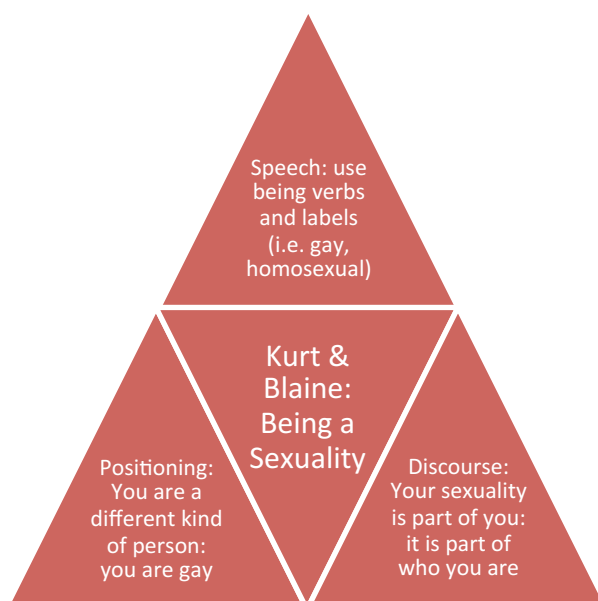 Speech: use
being verbs
and labels
(i.e. gay,
homosexual)
Kurt &
Blaine:
Being a
Sexuality
Positioning:
You are a
different kind
of person:
you are gay
Discourse:
Your sexuality
is part of you:
it is part of
who you are